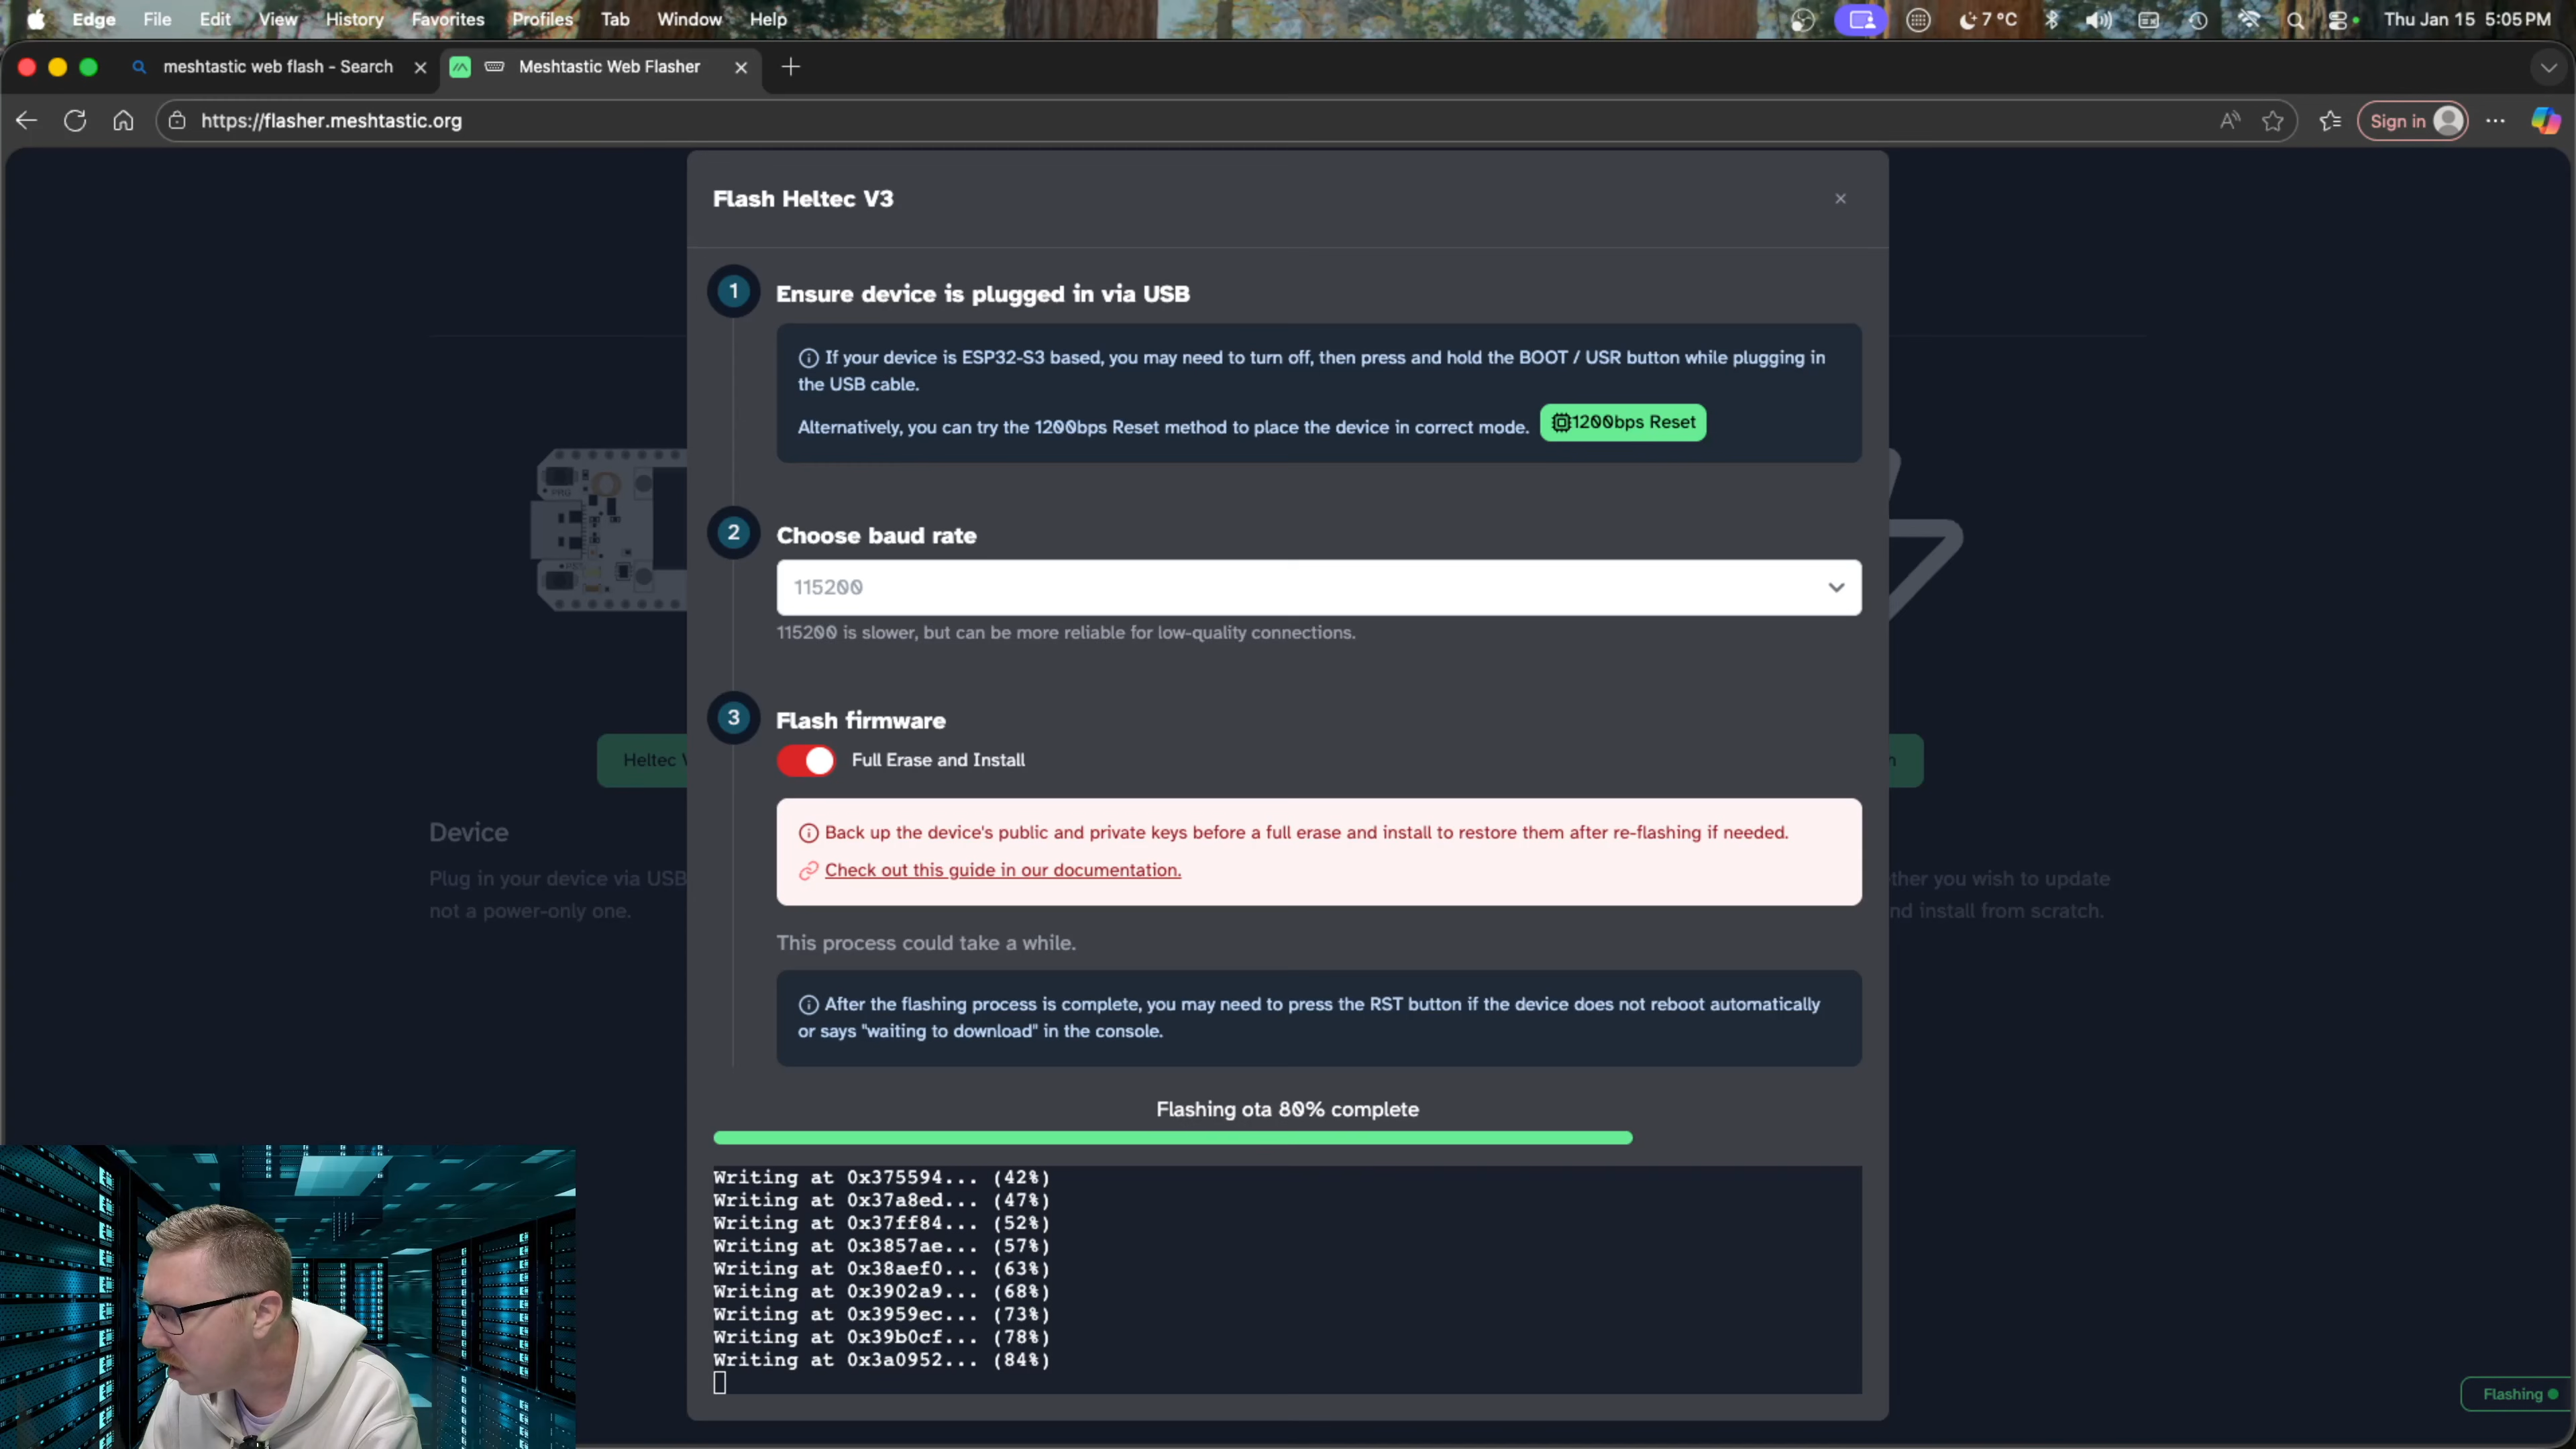 Edge File Edit View History Favorites Profiles Tab Window Help
7 °C Thu Jan 15 5:05 PM
meshtastic web flash - Search
Meshtastic Web Flasher
https://flasher.meshtastic.org
Sign in
Flash Heltec V3
1
Ensure device is plugged in via USB
If your device is ESP32-S3 based, you may need to turn off, then press and hold the BOOT / USR button while plugging in
the USB cable.
Alternatively, you can try the 1200bps Reset method to place the device in correct mode.
1200bps Reset
2
Choose baud rate
115200
115200 is slower, but can be more reliable for low-quality connections.
3
Flash firmware
Full Erase and Install
Back up the device's public and private keys before a full erase and install to restore them after re-flashing if needed.
Check out this guide in our documentation.
This process could take a while.
After the flashing process is complete, you may need to press the RST button if the device does not reboot automatically
or says "waiting to download" in the console.
Flashing ota 80% complete
Writing at 0x375594... (42%)
Writing at 0x37a8ed... (47%)
Writing at 0x37ff84... (52%)
Writing at 0x3857ae... (57%)
Writing at 0x38aef0... (63%)
Writing at 0x3902a9... (68%)
Writing at 0x3959ec... (73%)
Writing at 0x39b0cf... (78%)
Writing at 0x3a0952... (84%)
PRG
Heltec V
Device
Plug in your device via USB
not a power-only one.
ther you wish to update
nd install from scratch.
Flashing